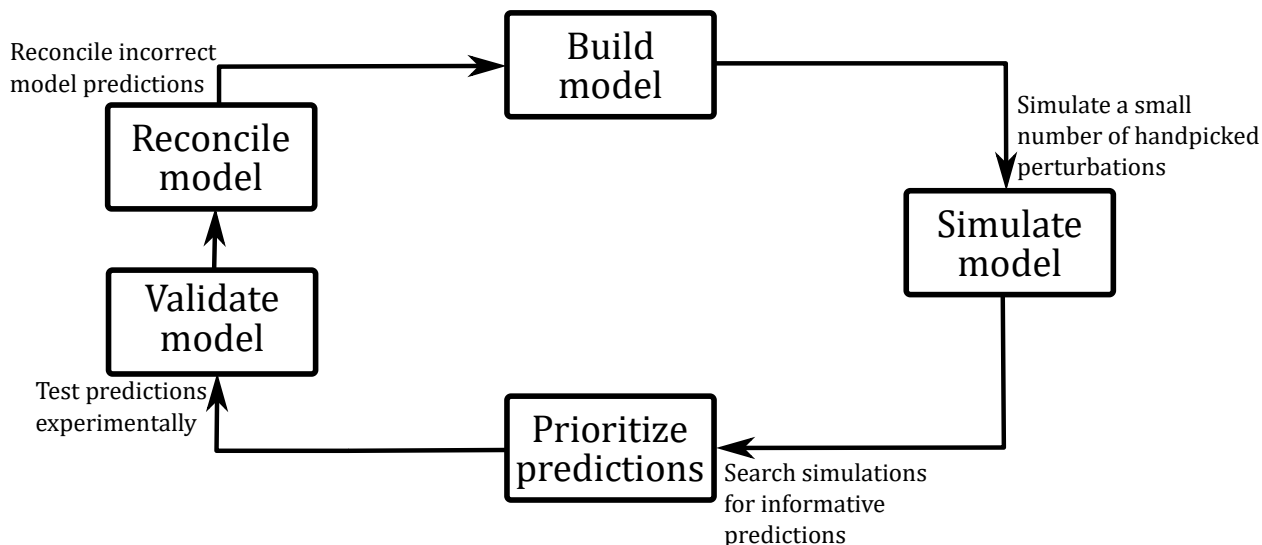 Build
model
Simulate a small
number of handpicked
perturbations
Simulate
model
Search simulations
for informative
predictions
Prioritize
predictions
Test predictions
experimentally
Validate
model
Reconcile
model
Reconcile incorrect
model predictions